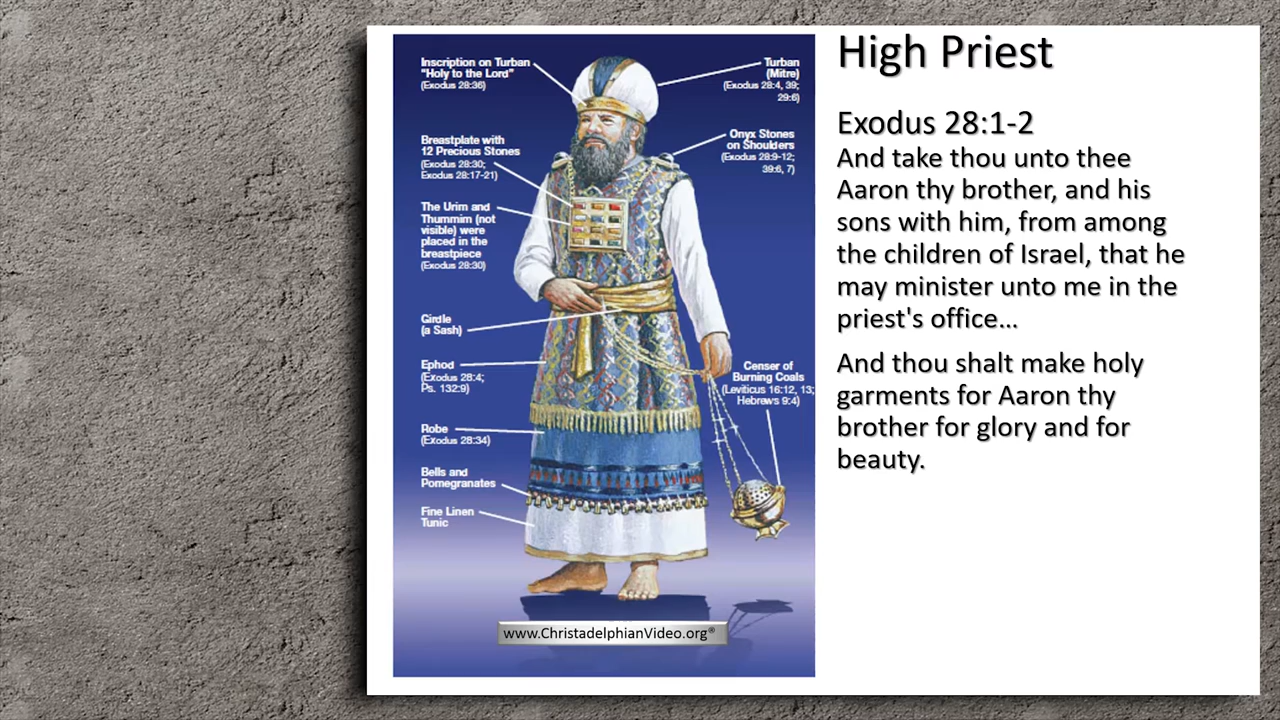 High Priest
Exodus 28:1-2
And take thou unto thee
Aaron thy brother, and his
sons with him, from among
the children of Israel, that he
may minister unto me in the
priest's office…
And thou shalt make holy
garments for Aaron thy
brother for glory and for
beauty.
Inscription on Turban
"Holy to the Lord"
(Exodus 28:36)
Turban
(Mitre)
(Exodus 28:4, 39;
29:6)
Breastplate with
12 Precious Stones
(Exodus 28:30;
Exodus 28:17-21)
Onyx Stones
on Shoulders
(Exodus 28:9-12;
39:6, 7)
The Urim and
Thummim (not
visible) were
placed in the
breastpiece
(Exodus 28:30)
Girdle
(a Sash)
Ephod
(Exodus 28:4;
Ps. 132:9)
Censer of
Burning Coals
(Leviticus 16:12, 13;
Hebrews 9:4)
Robe
(Exodus 28:34)
Bells and
Pomegranates
Fine Linen
Tunic
www.ChristadelphianVideo.org®